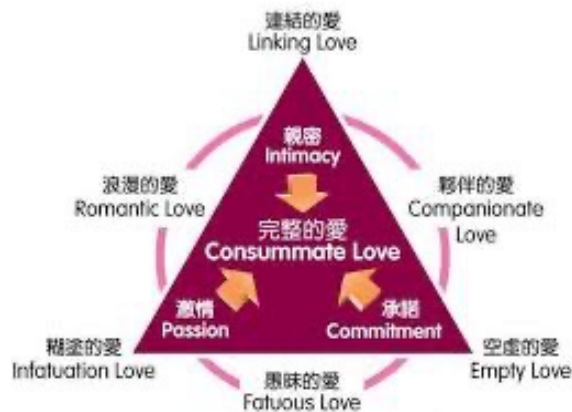 連結的愛
Linking Love
親密
Intimacy
浪漫的愛
Romantic Love
夥伴的愛
Companionate
Love
完整的愛
Consummate Love
激情
Passion
承諾
Commitment
糊塗的愛
Infatuation Love
愚昧的愛
Fatuous Love
空虛的愛
Empty Love